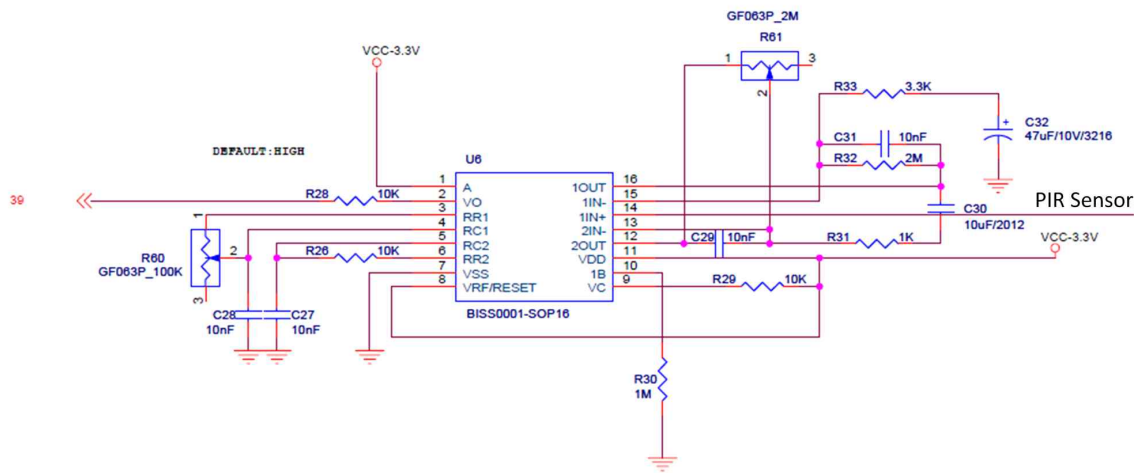 GF063P_2M
R61
1
3
2
VCC-3.3V
R33
3.3K
C32
47uF/10V/3216
C31
10nF
R32
2M
DEFAULT:HIGH
U6
39
R28
10K
1
A
2
VO
3
RR1
4
RC1
5
RC2
6
RR2
7
VSS
8
VRF/RESET
1OUT
16
1IN-
15
1IN+
14
2IN-
13
2OUT
12
VDD
11
1B
10
VC
9
BISS0001-SOP16
C30
10uF/2012
PIR Sensor
VCC-3.3V
C29
10nF
R31
1K
R29
10K
1
R60
GF063P_100K
2
3
R26
10K
C28
10nF
C27
10nF
R30
1M